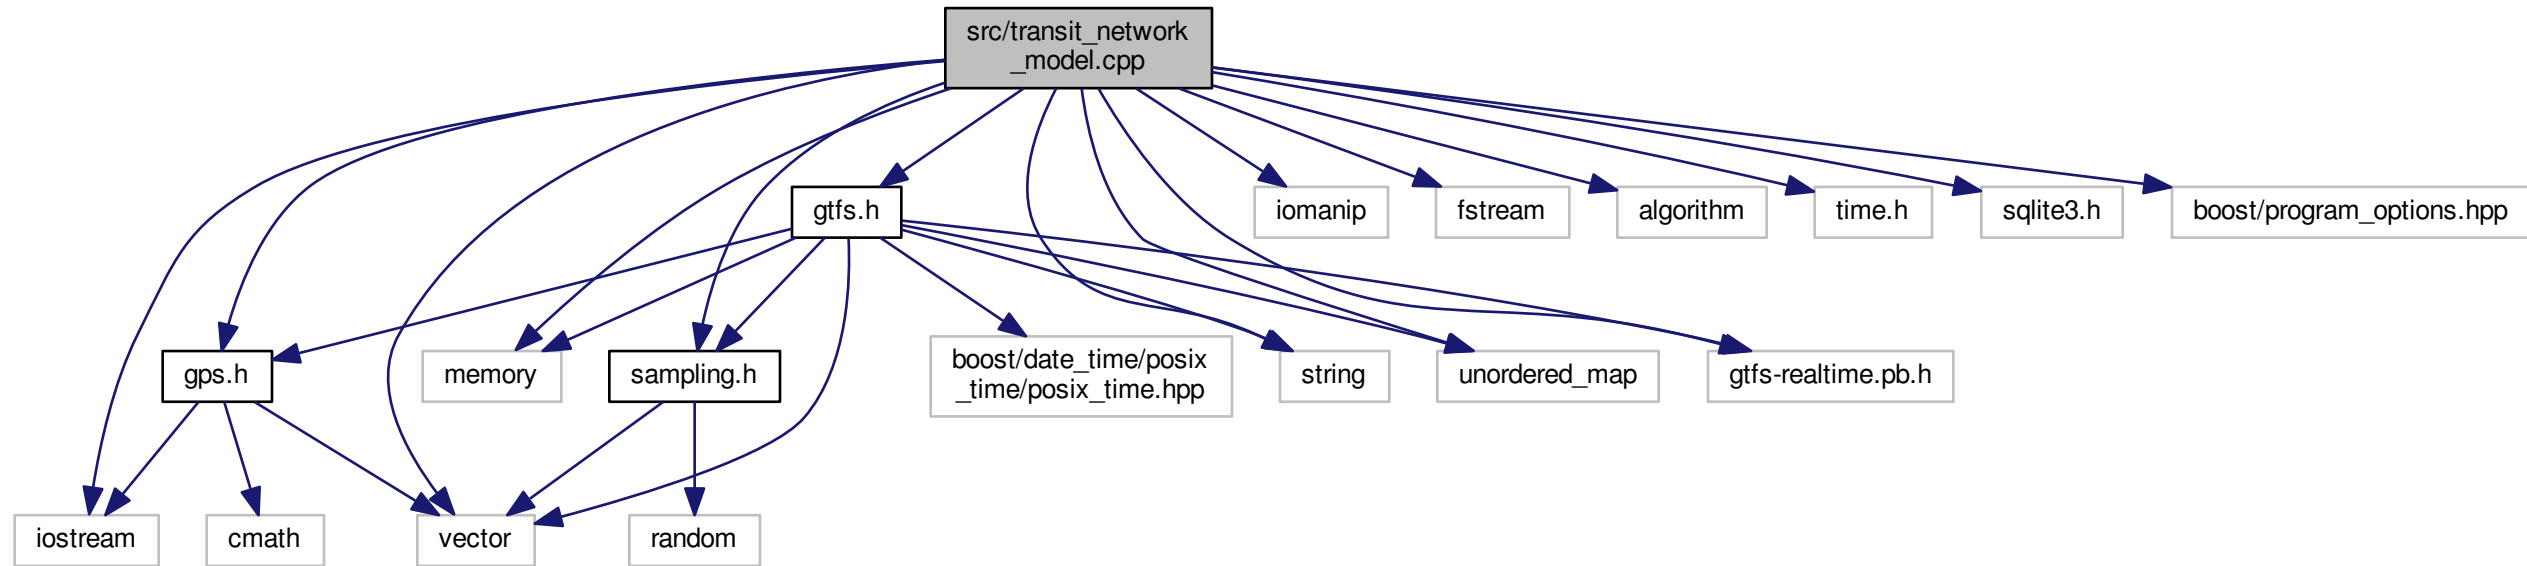 src/transit_network
_model.cpp
gtfs.h
iomanip
fstream
algorithm
time.h
sqlite3.h
boost/program_options.hpp
gps.h
memory
sampling.h
boost/date_time/posix
_time/posix_time.hpp
string
unordered_map
gtfs-realtime.pb.h
iostream
cmath
vector
random